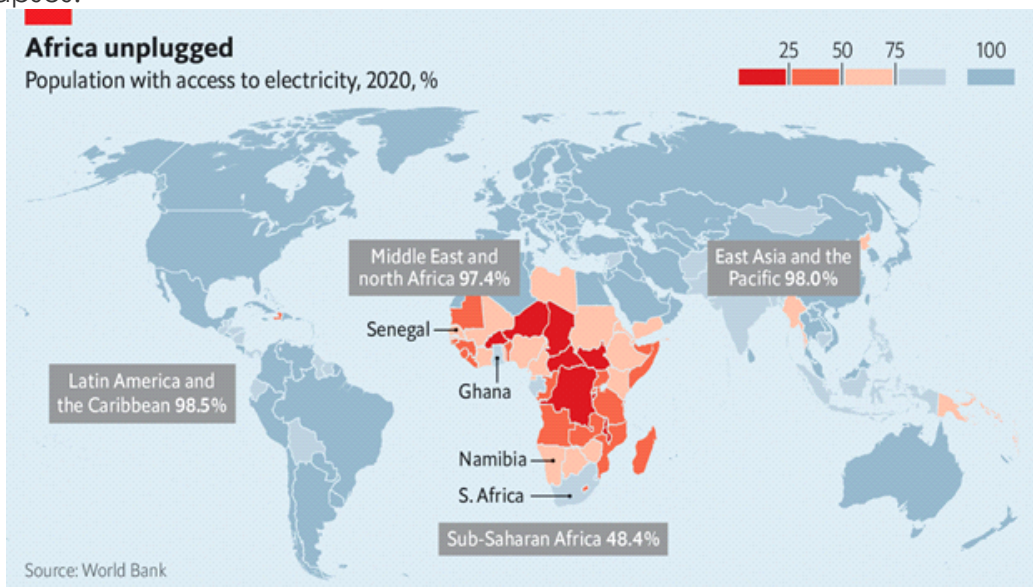 Africa unplugged
Population with access to electricity, 2020, %
25 50 75 100
Middle East and
north Africa 97.4%
East Asia and the
Pacific 98.0%
Senegal
Ghana
Latin America and
the Caribbean 98.5%
Namibia
S. Africa
Sub-Saharan Africa 48.4%
Source: World Bank